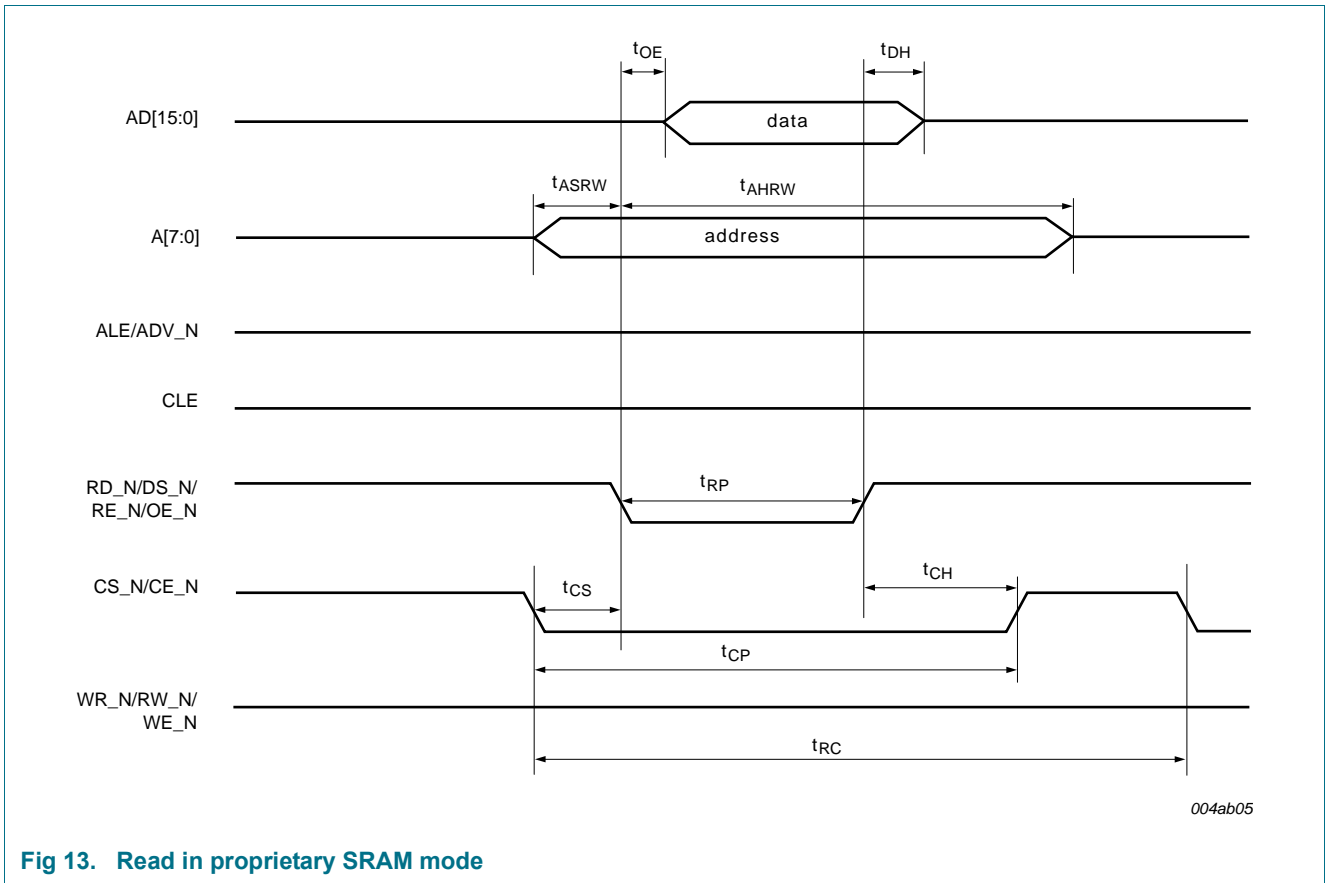 tOE
tDH
AD[15:0]
data
tASRW
tAHRW
A[7:0]
address
ALE/ADV_N
CLE
RD_N/DS_N/
RE_N/OE_N
tRP
CS_N/CE_N
tCS
tCH
tCP
WR_N/RW_N/
WE_N
tRC
004ab05
Fig 13. Read in proprietary SRAM mode